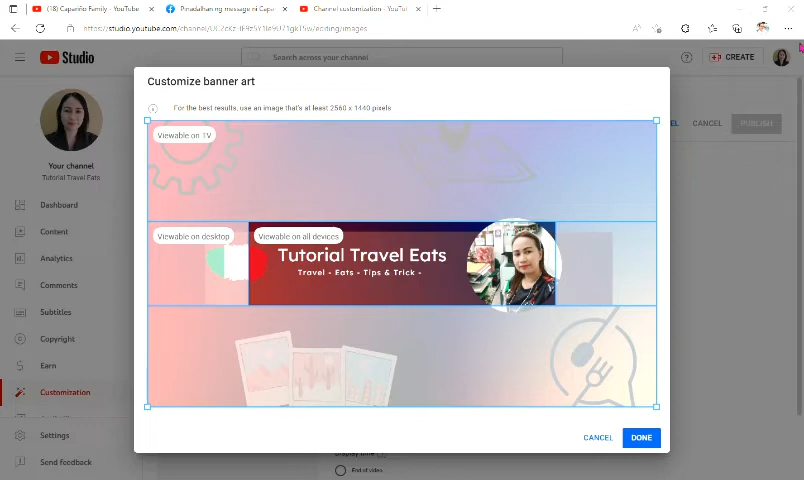 (18) Capariño Family - YouTube
Pinadalhan ng message ni Capa
Channel customization - YouTu
Studio
Search across your channel
CREATE
Customize banner art
For the best results, use an image that's at least 2560 x 1440 pixels
Viewable on TV
Viewable on desktop
Viewable on all devices
Tutorial Travel Eats
Travel - Eats - Tips & Trick -
CANCEL
DONE
Your channel
Tutorial Travel Eats
Dashboard
Content
Analytics
Comments
Subtitles
Copyright
Earn
Customization
Settings
Send feedback
CANCEL
PUBLISH
End of video